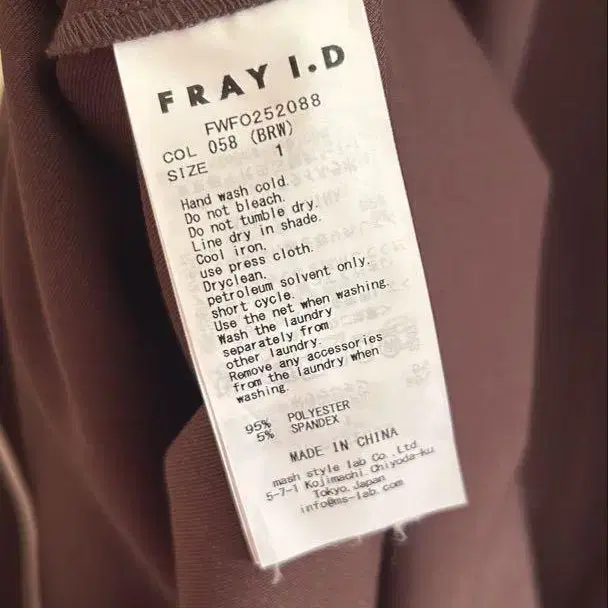 FRAY I.D
FWFO252088
COL 058 (BRW)
SIZE 1
Hand wash cold.
Do not bleach.
Do not tumble dry.
Line dry in shade.
Cool iron.
use press cloth.
Dryclean.
petroleum solvent only.
short cycle.
Use the net when washing.
Wash the laundry
separately from
other laundry.
Remove any accessories
from the laundry when
washing.
95% POLYESTER
5% SPANDEX
MADE IN CHINA
mash style lab Co.,Ltd
5-7-1 Kojimachi Chiyoda-ku
Tokyo,Japan
info@ms-lab.com